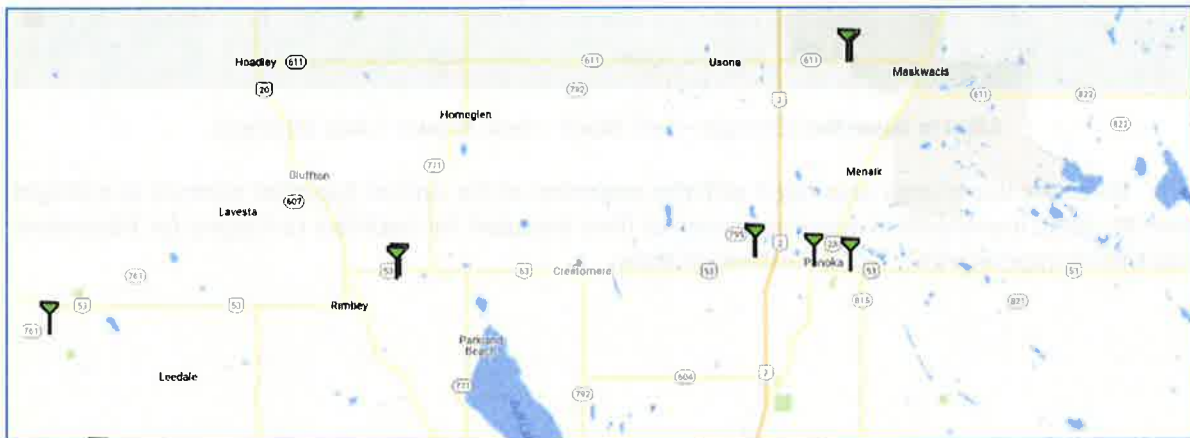 Hoadley 611 611 Usona 611
Maskwacis
20 792 2 611 822
Homeglen
822
771
Bluffton Menaik
607
Lavesta
795 2
53 53 Crestomere 53 Ponoka 53 53
761
53 53 Rimbey 815 821
761
Parkland
Beach
Leedale 604 2
771 792